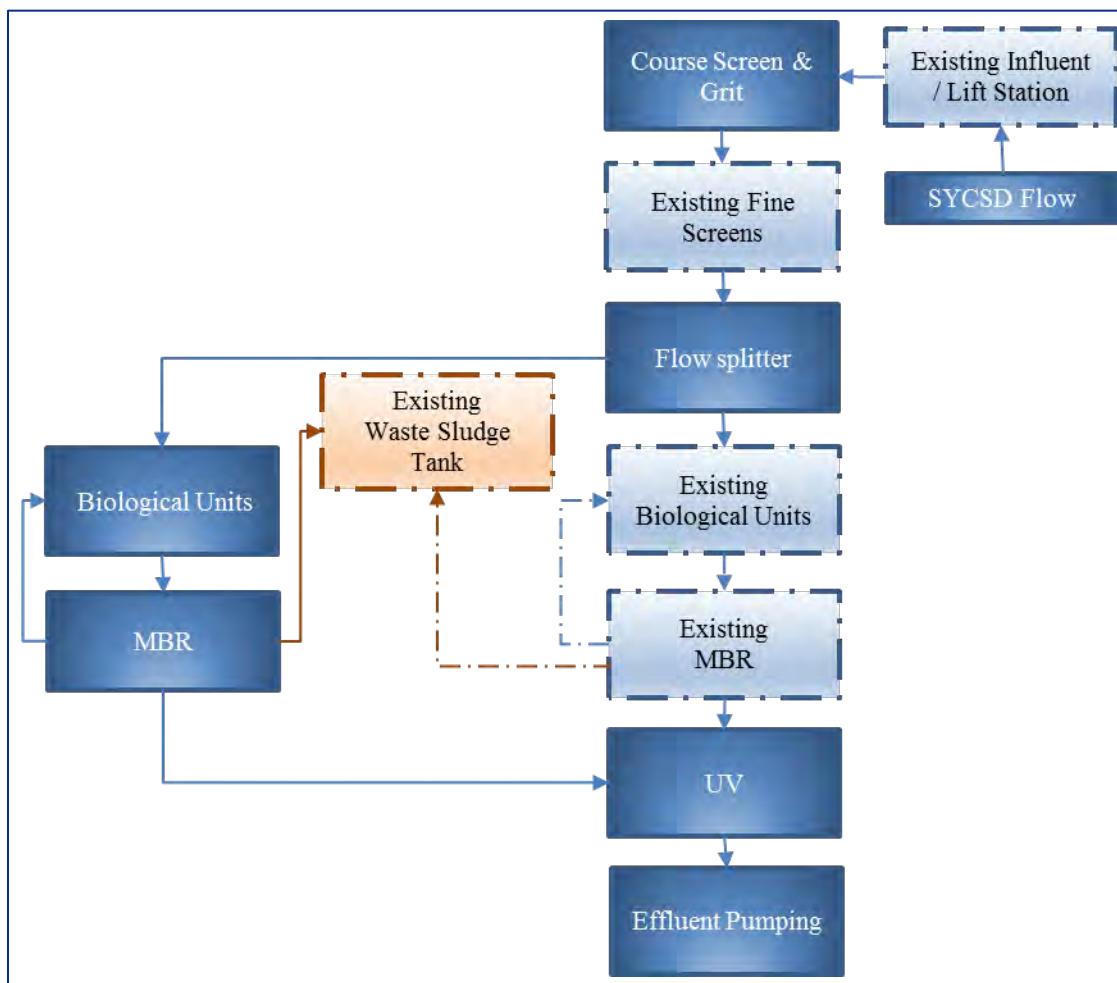 Course Screen &
Grit
Existing Influent
/ Lift Station
SYCSD Flow
Existing Fine
Screens
Flow splitter
Existing
Waste Sludge
Tank
Biological Units
Existing
Biological Units
MBR
Existing
MBR
UV
Effluent Pumping